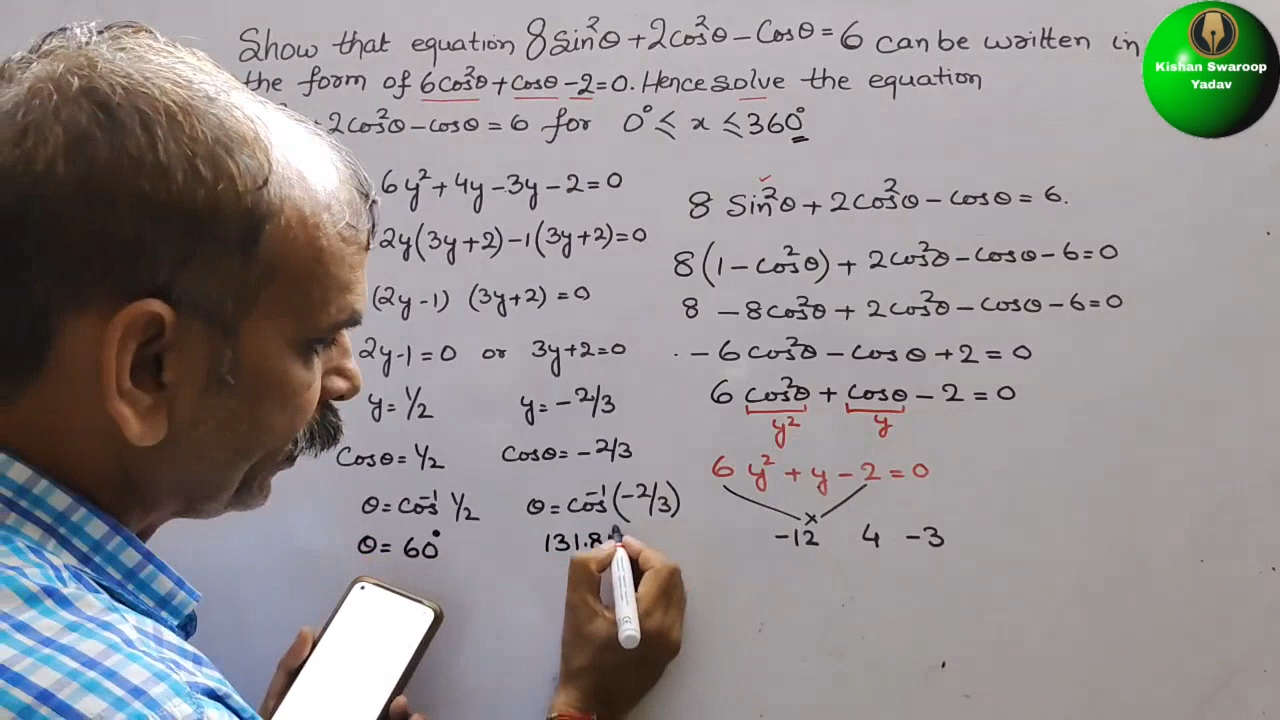 Show that equation 8Sin²θ+2cos²θ-Cosθ=6 can be written in
the foorm of 6cos²θ+cosθ-2=0. Hence solve the equation
+2cos²θ-cosθ=6 for 0°≤ x ≤360°
6y²+4y-3y-2=0
2y(3y+2)-1(3y+2)=0
(2y-1) (3y+2)=0
2y-1=0 or 3y+2=0
y=1/2 y=-2/3
Cosθ=1/2 Cosθ=-2/3
θ=cos⁻¹ 1/2 θ=cos⁻¹(-2/3)
θ=60° 131.8
8 Sin²θ+2Cos²θ-cosθ=6.
8(1-cos²θ)+2cos²θ-cosθ-6=0
8 -8cos²θ+2cos²θ-cosθ-6=0
-6cos²θ-cosθ+2=0
6 cos²θ+cosθ-2=0
y² y
6 y²+y-2=0
x
-12 4 -3
Kishan Swaroop
Yadav